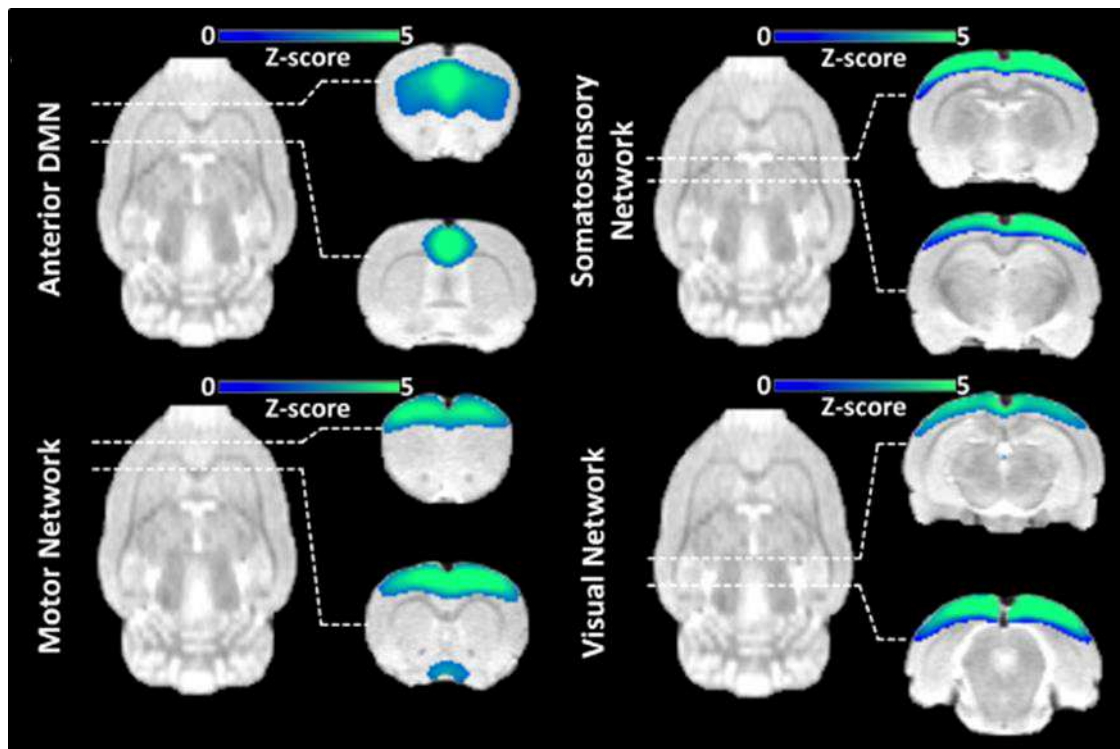 0 5
Z-score
Anterior DMN
0 5
Z-score
Somatosensory
Network
0 5
Z-score
Motor Network
0 5
Z-score
Visual Network